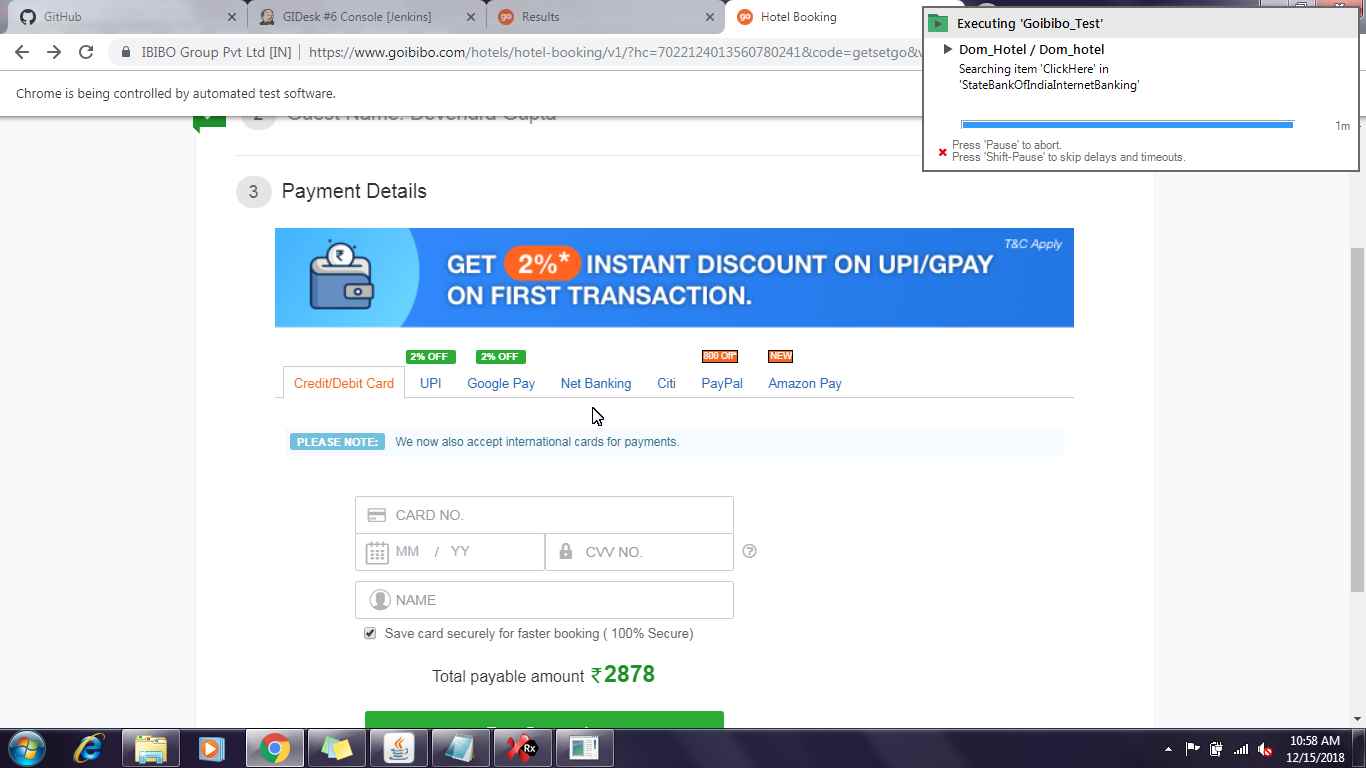 GitHub
GIDesk #6 Console [Jenkins]
Results
Hotel Booking
IBIBO Group Pvt Ltd [IN]
https://www.goibibo.com/hotels/hotel-booking/v1/?hc=7022124013560780241&code=getsetgo&
Chrome is being controlled by automated test software.
Executing 'Goibibo_Test'
Dom_Hotel / Dom_hotel
Searching item 'ClickHere' in
'StateBankOfIndiaInternetBanking'
1m
Press 'Pause' to abort.
Press 'Shift-Pause' to skip delays and timeouts.
2 Guest Name: Devendra Gupta
3 Payment Details
T&C Apply
GET 2%* INSTANT DISCOUNT ON UPI/GPAY
ON FIRST TRANSACTION.
2% OFF 2% OFF 800 Off* NEW
Credit/Debit Card UPI Google Pay Net Banking Citi PayPal Amazon Pay
PLEASE NOTE: We now also accept international cards for payments.
CARD NO.
MM / YY CVV NO.
NAME
Save card securely for faster booking ( 100% Secure)
Total payable amount ₹2878
Rx
10:58 AM
12/15/2018